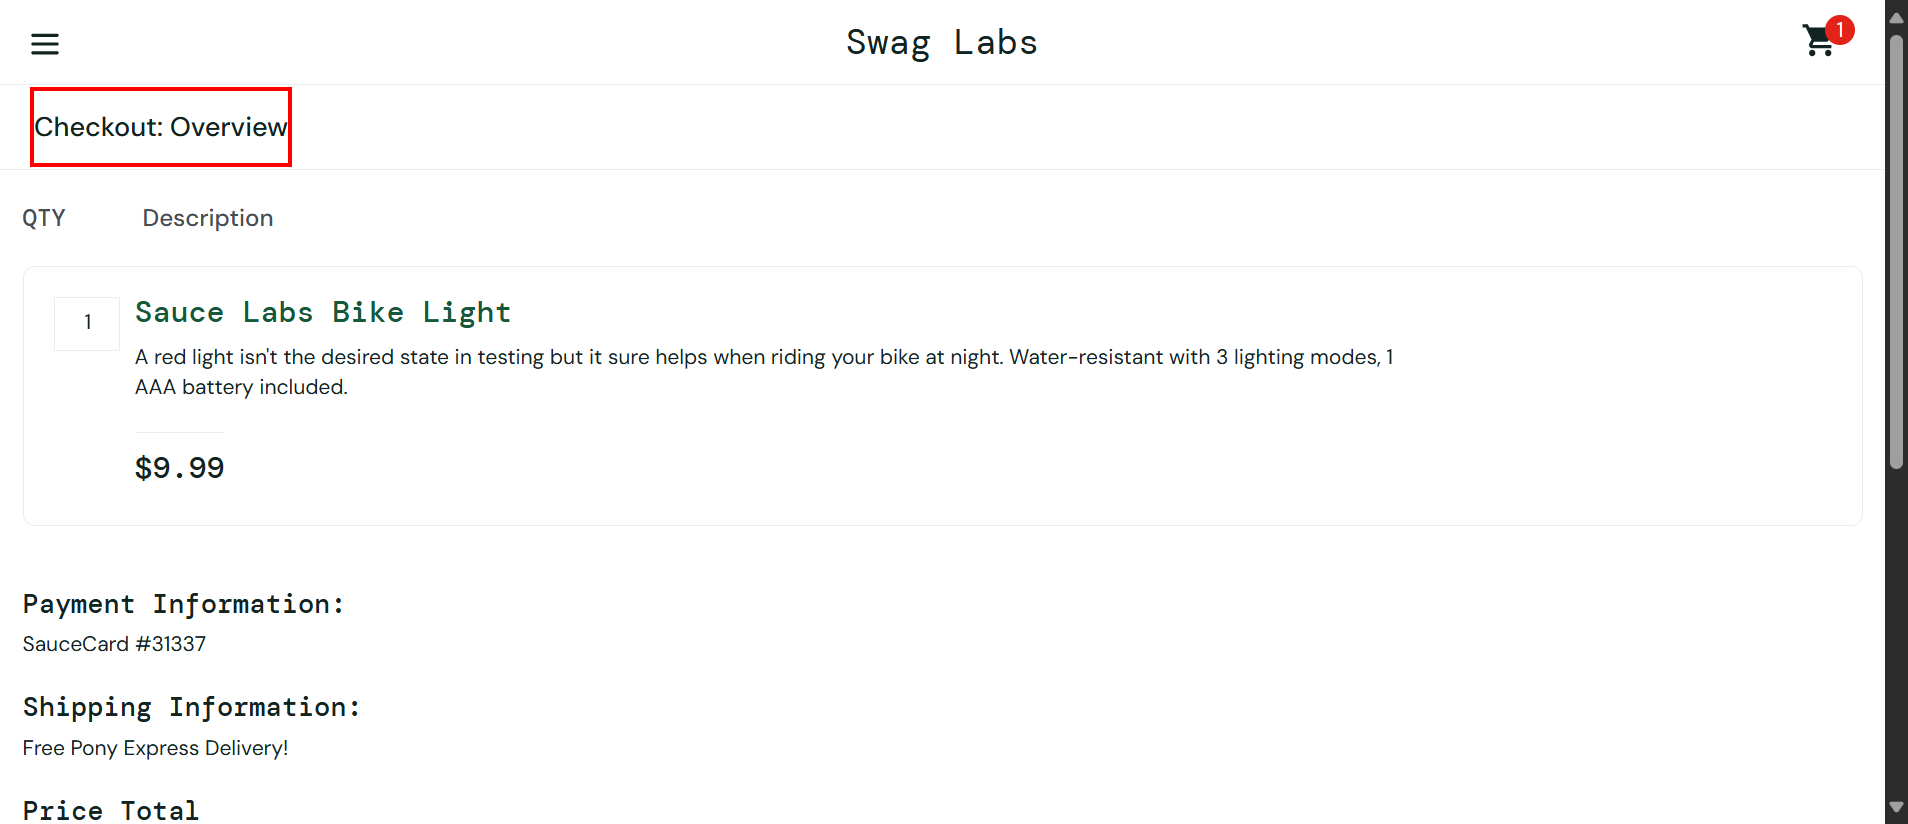 Swag Labs
1
Checkout: Overview
QTY Description
1
Sauce Labs Bike Light
A red light isn't the desired state in testing but it sure helps when riding your bike at night. Water-resistant with 3 lighting modes, 1
AAA battery included.
$9.99
Payment Information:
SauceCard #31337
Shipping Information:
Free Pony Express Delivery!
Price Total